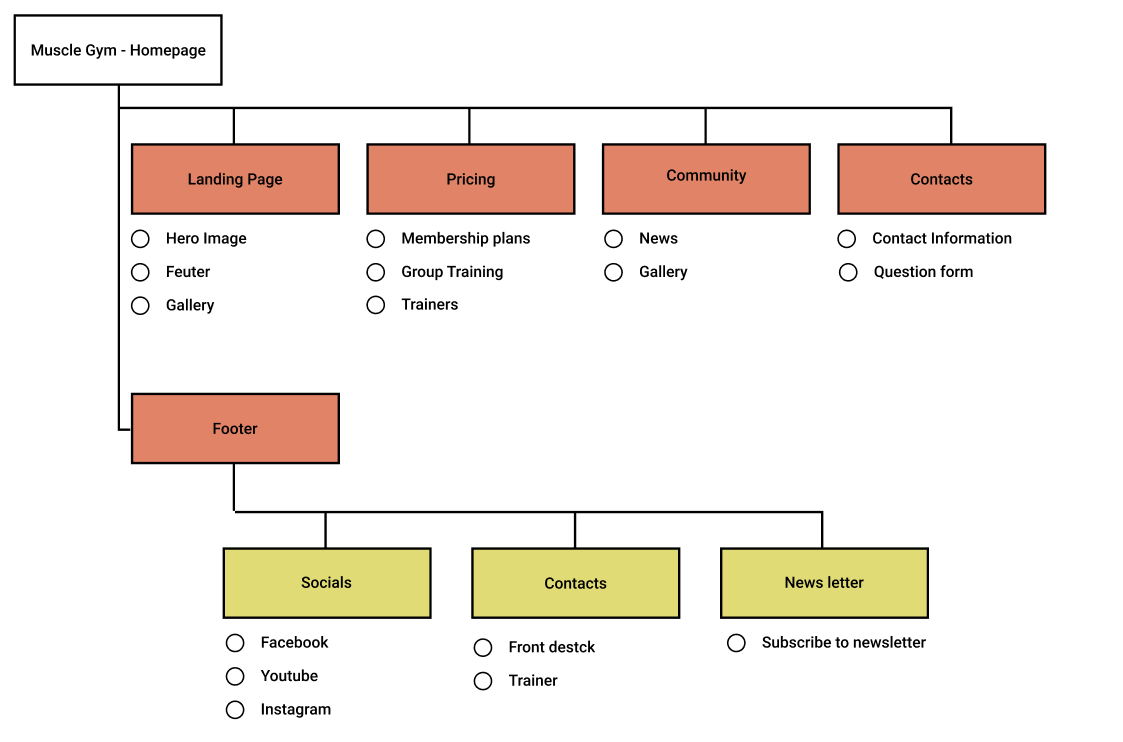 Muscle Gym - Homepage
Landing Page
Hero Image
Feuter
Gallery
Pricing
Membership plans
Group Training
Trainers
Community
News
Gallery
Contacts
Contact Information
Question form
Footer
Socials
Facebook
Youtube
Instagram
Contacts
Front destck
Trainer
News letter
Subscribe to newsletter